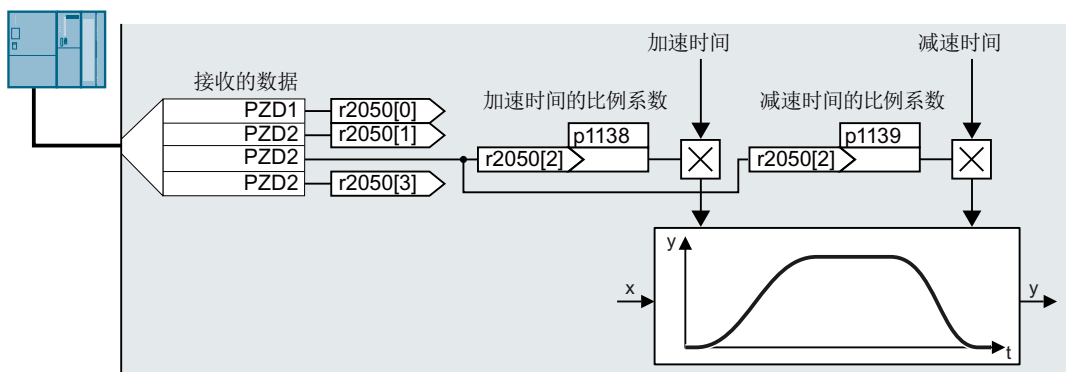 加速时间
减速时间
接收的数据
加速时间的比例系数
减速时间的比例系数
PZD1
r2050[0]
PZD2
r2050[1]
p1138
p1139
PZD2
r2050[2]
r2050[2]
PZD2
r2050[3]
y
x
y
t